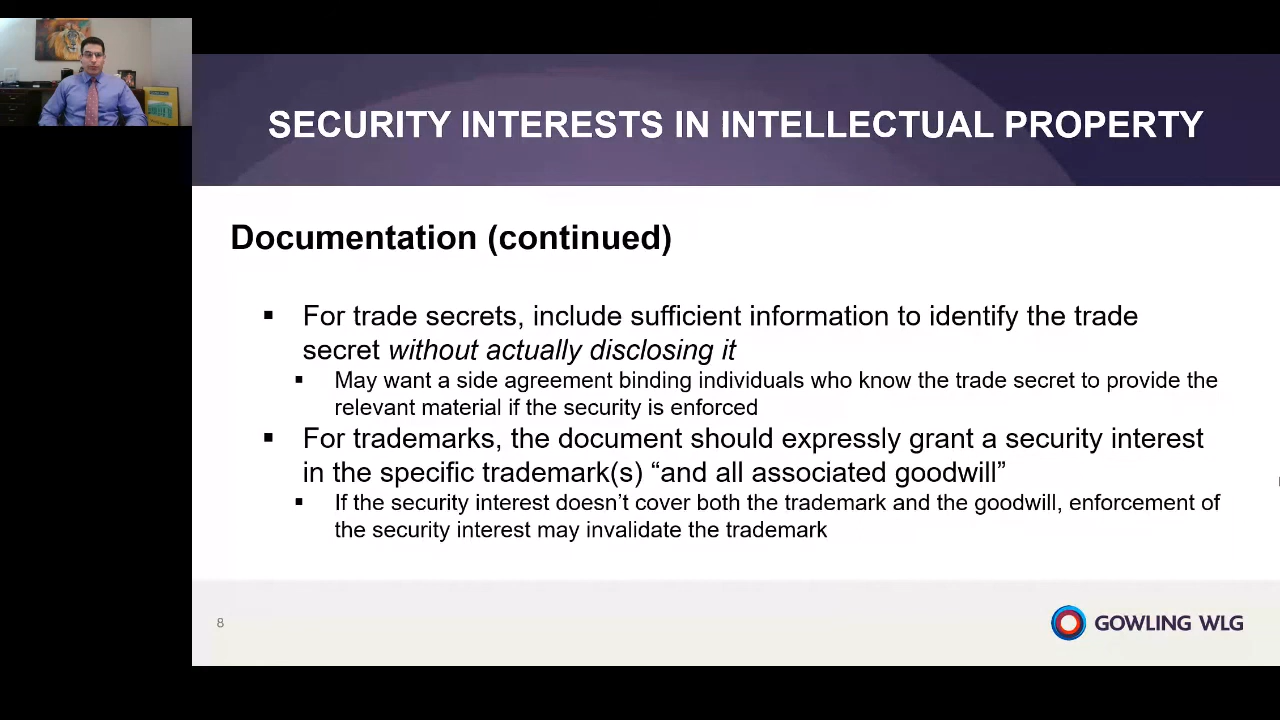 SECURITY INTERESTS IN INTELLECTUAL PROPERTY
Documentation (continued)
▪ For trade secrets, include sufficient information to identify the trade
secret without actually disclosing it
▪ May want a side agreement binding individuals who know the trade secret to provide the
relevant material if the security is enforced
▪ For trademarks, the document should expressly grant a security interest
in the specific trademark(s) “and all associated goodwill”
▪ If the security interest doesn’t cover both the trademark and the goodwill, enforcement of
the security interest may invalidate the trademark
8
GOWLING WLG